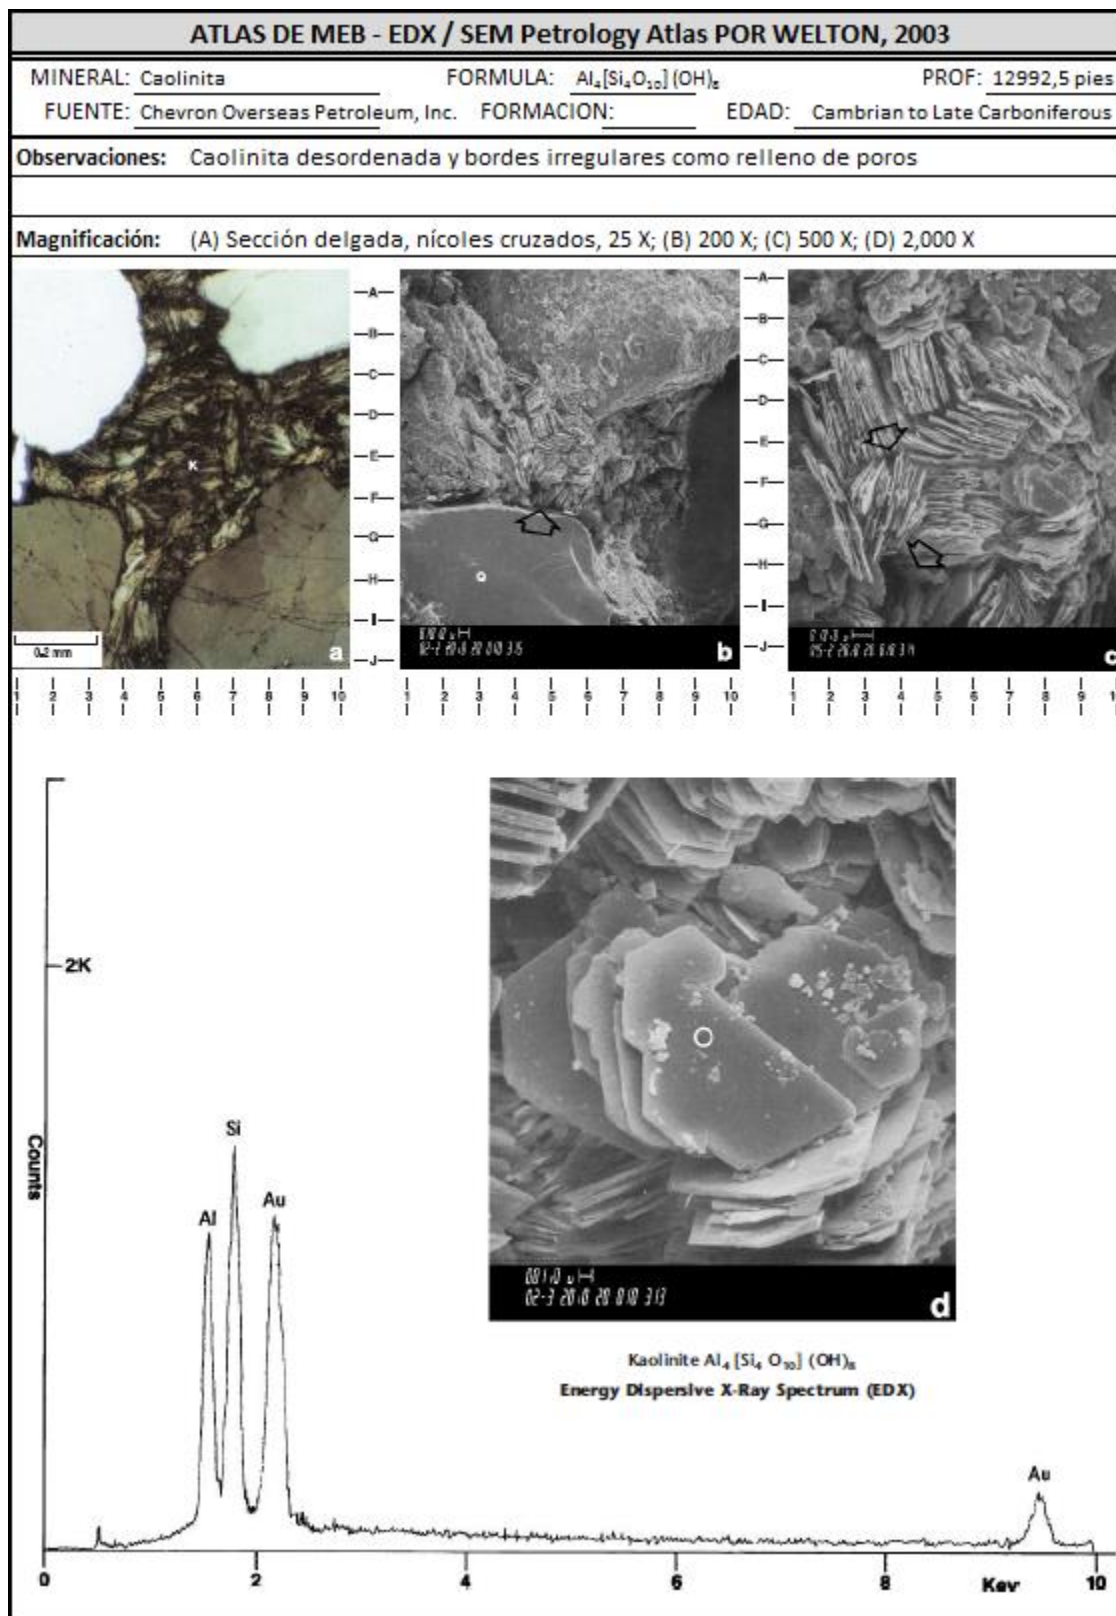 ATLAS DE MEB - EDX / SEM Petrology Atlas POR WELTON, 2003
MINERAL: Caolinita FORMULA: Al₄[Si₄O₁₀](OH)₈ PROF: 12992,5 pies
FUENTE: Chevron Overseas Petroleum, Inc. FORMACION: EDAD: Cambrian to Late Carboniferous
Observaciones: Caolinita desordenada y bordes irregulares como relleno de poros
Magnificación: (A) Sección delgada, nícoles cruzados, 25 X; (B) 200 X; (C) 500 X; (D) 2,000 X
A
B
C
D
E
F
G
H
I
J
K
0.2 mm
a
Q
b
A
B
C
D
E
F
G
H
I
J
c
1 2 3 4 5 6 7 8 9 10
1 2 3 4 5 6 7 8 9 10
1 2 3 4 5 6 7 8 9
2K
Counts
Si
Al
Au
d
Kaolinite Al₄ [Si₄ O₁₀] (OH)₈
Energy Dispersive X-Ray Spectrum (EDX)
Au
0 2 4 6 8 Kev 10